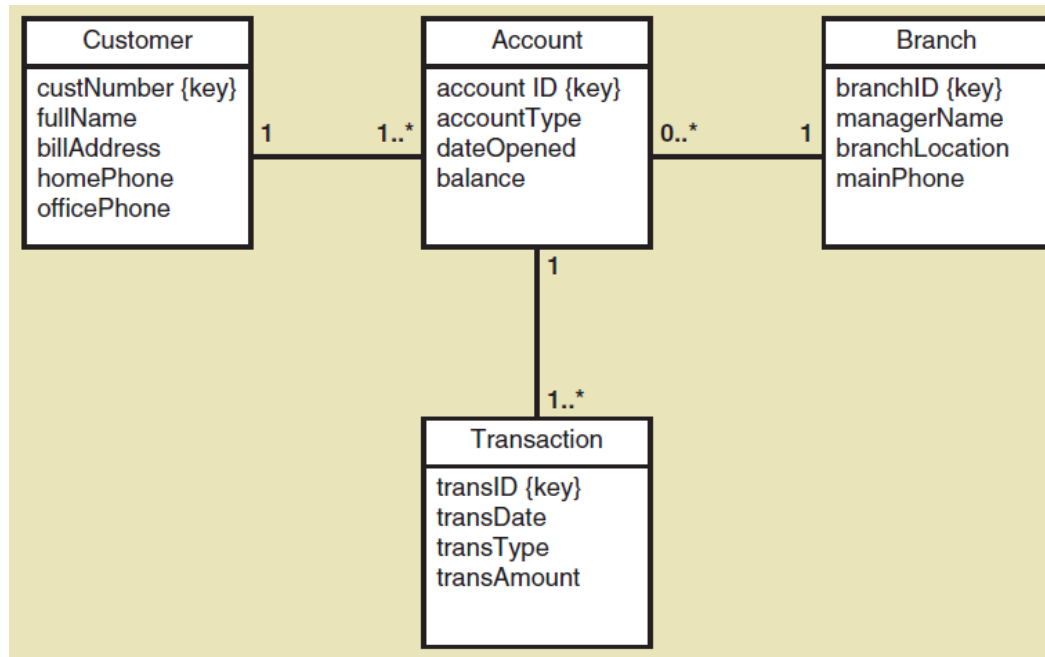 Customer
custNumber {key}
fullName
billAddress
homePhone
officePhone
1
1..*
Account
account ID {key}
accountType
dateOpened
balance
0..*
1
Branch
branchID {key}
managerName
branchLocation
mainPhone
1
1..*
Transaction
transID {key}
transDate
transType
transAmount